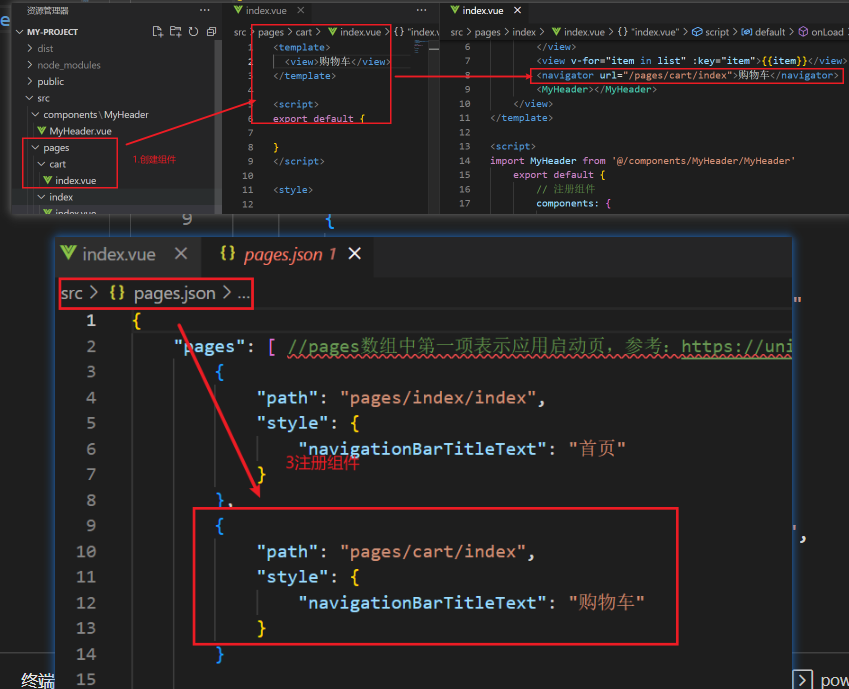 资源管理器
MY-PROJECT
dist
node_modules
public
src
components\MyHeader
MyHeader.vue
pages
cart
index.vue
index
index.vue
1.创建组件
index.vue
src > pages > cart > index.vue > {} "index.vue"
1 <template>
2 <view>购物车</view>
3 </template>
4
5 <script>
6 export default {
7
8 }
9 </script>
10
11 <style>
12
index.vue
src > pages > index > index.vue > {} "index.vue" > script > default > onLoad
6 </view>
7 <view v-for="item in list" :key="item">{{item}}</view>
8 <navigator url="/pages/cart/index">购物车</navigator>
9 <MyHeader></MyHeader>
10 </view>
11 </template>
12
13 <script>
14 import MyHeader from '@/components/MyHeader/MyHeader'
15 export default {
16 // 注册组件
17 components: {
9 {
index.vue
{} pages.json 1
src > {} pages.json > ...
1 {
2 "pages": [ //pages数组中第一项表示应用启动页，参考：https://uni
3 {
4 "path": "pages/index/index",
5 "style": {
6 "navigationBarTitleText": "首页"
3注册组件
7 }
8 },
9 {
10 "path": "pages/cart/index",
11 "style": {
12 "navigationBarTitleText": "购物车"
13 }
14 }
15
终端
pow